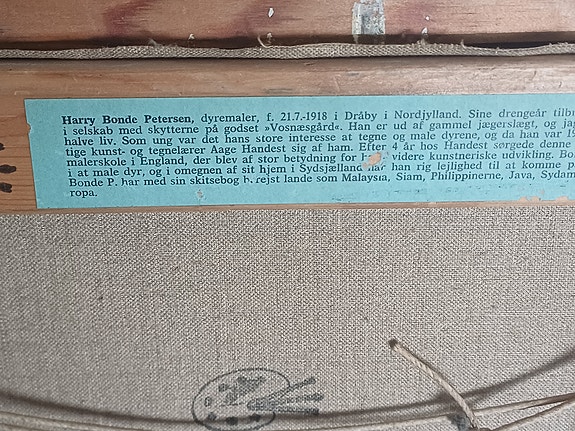 Harry Bonde Petersen, dyremaler, f. 21.7.-1918 i Dråby i Nordjylland. Sine drengeår
i selskab med skytterne på godset »Vosnæsgård«. Han er ud af gammel jægerslægt, og
halve liv. Som ung var det hans store interesse at tegne og male dyrene, og da han var
tige kunst- og tegnelærer Aage Handest sig af ham. Efter 4 år hos Handest sørgede denne
malerskole i England, der blev af stor betydning for videre kunstneriske udvikling.
i at male dyr, og i omegnen af sit hjem i Sydsjælland har han rig lejlighed til at komme
Bonde P. har med sin skitsebog berejst lande som Malaysia, Siam, Philippinerne, Java,
ropa.